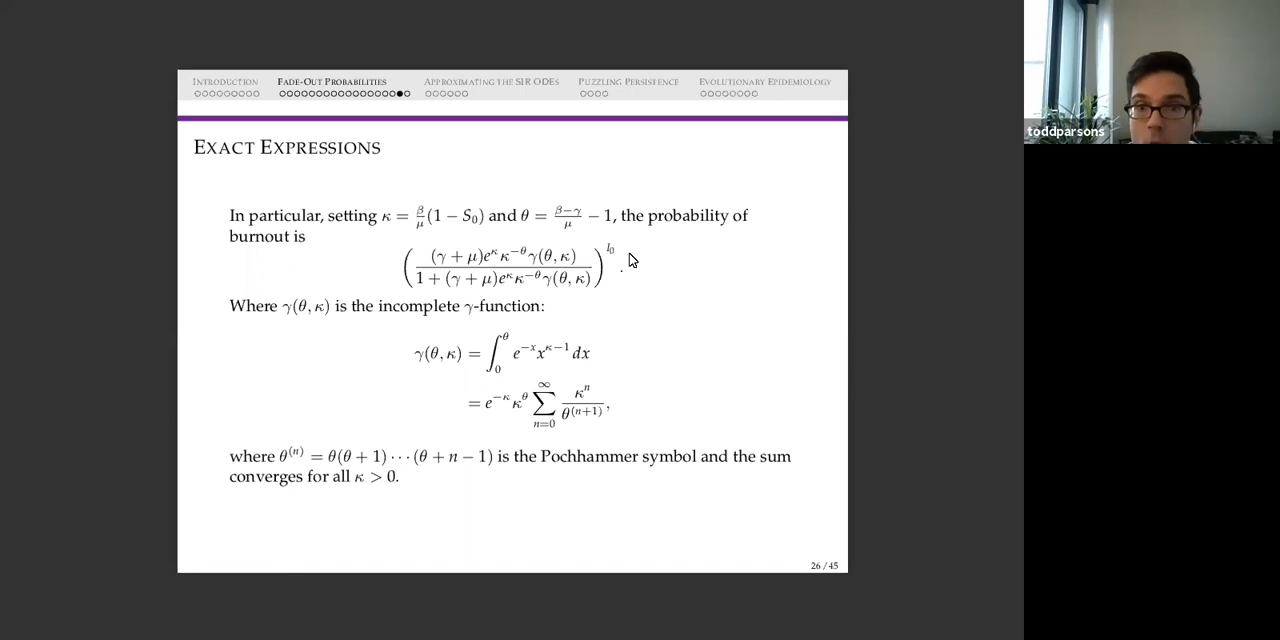 INTRODUCTION FADE-OUT PROBABILITIES APPROXIMATING THE SIR ODES PUZZLING PERSISTENCE EVOLUTIONARY EPIDEMIOLOGY
EXACT EXPRESSIONS
In particular, setting κ = β/μ (1 − S₀) and θ = (β−γ)/μ − 1, the probability of
burnout is
( (γ + μ)e^κ κ^{−θ} γ(θ, κ) / 1 + (γ + μ)e^κ κ^{−θ} γ(θ, κ) )^{I₀} .
Where γ(θ, κ) is the incomplete γ-function:
γ(θ, κ) = ∫₀^θ e^{−x} x^{κ−1} dx
= e^{−κ} κ^θ ∑_{n=0}^∞ κ^n / θ^{(n+1)} ,
where θ^{(n)} = θ(θ + 1) ··· (θ + n − 1) is the Pochhammer symbol and the sum
converges for all κ > 0.
26 / 45
toddparsons